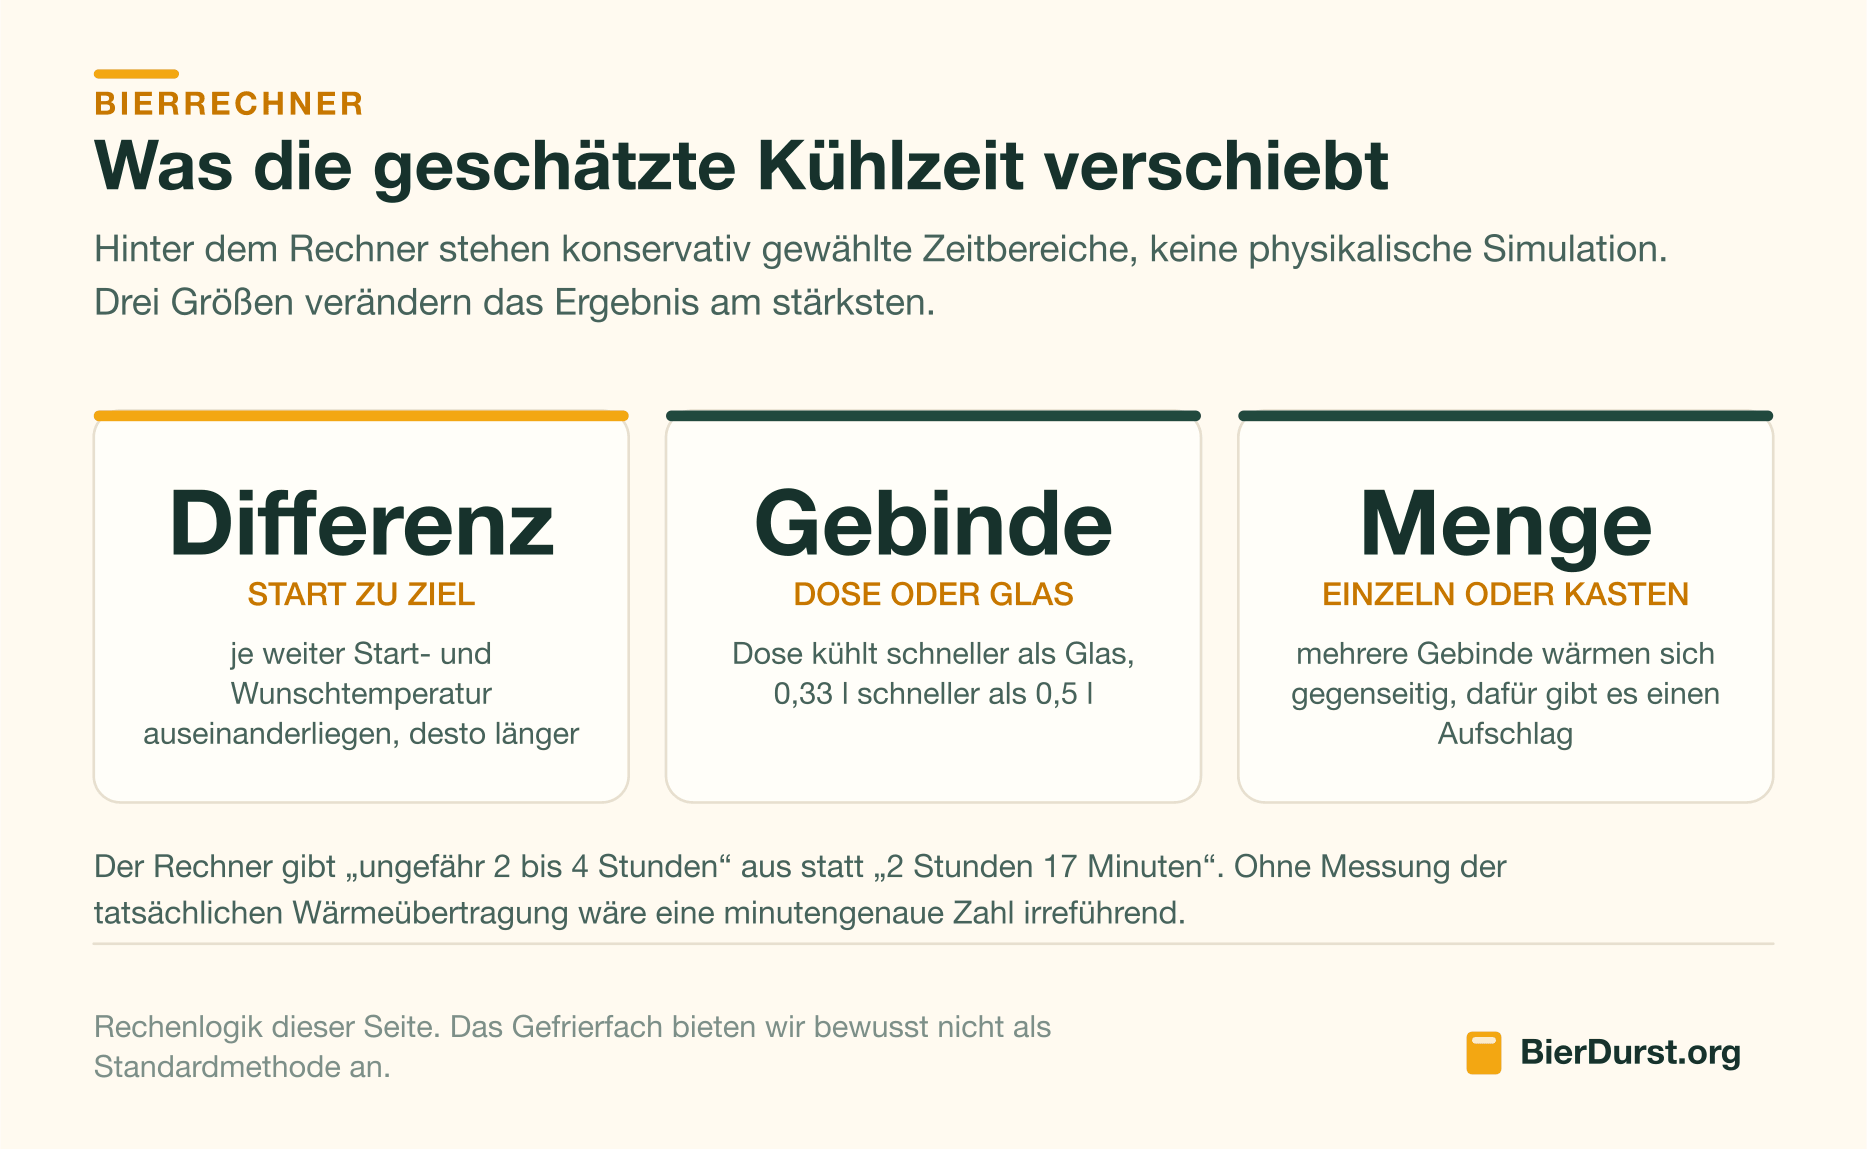 BIERRECHNER
Was die geschätzte Kühlzeit verschiebt
Hinter dem Rechner stehen konservativ gewählte Zeitbereiche, keine physikalische Simulation.
Drei Größen verändern das Ergebnis am stärksten.
Differenz
START ZU ZIEL
je weiter Start- und
Wunschtemperatur
auseinanderliegen, desto länger
Gebinde
DOSE ODER GLAS
Dose kühlt schneller als Glas,
0,33 l schneller als 0,5 l
Menge
EINZELN ODER KASTEN
mehrere Gebinde wärmen sich
gegenseitig, dafür gibt es einen
Aufschlag
Der Rechner gibt „ungefähr 2 bis 4 Stunden“ aus statt „2 Stunden 17 Minuten“. Ohne Messung der
tatsächlichen Wärmeübertragung wäre eine minutengenaue Zahl irreführend.
Rechenlogik dieser Seite. Das Gefrierfach bieten wir bewusst nicht als
Standardmethode an.
BierDurst.org